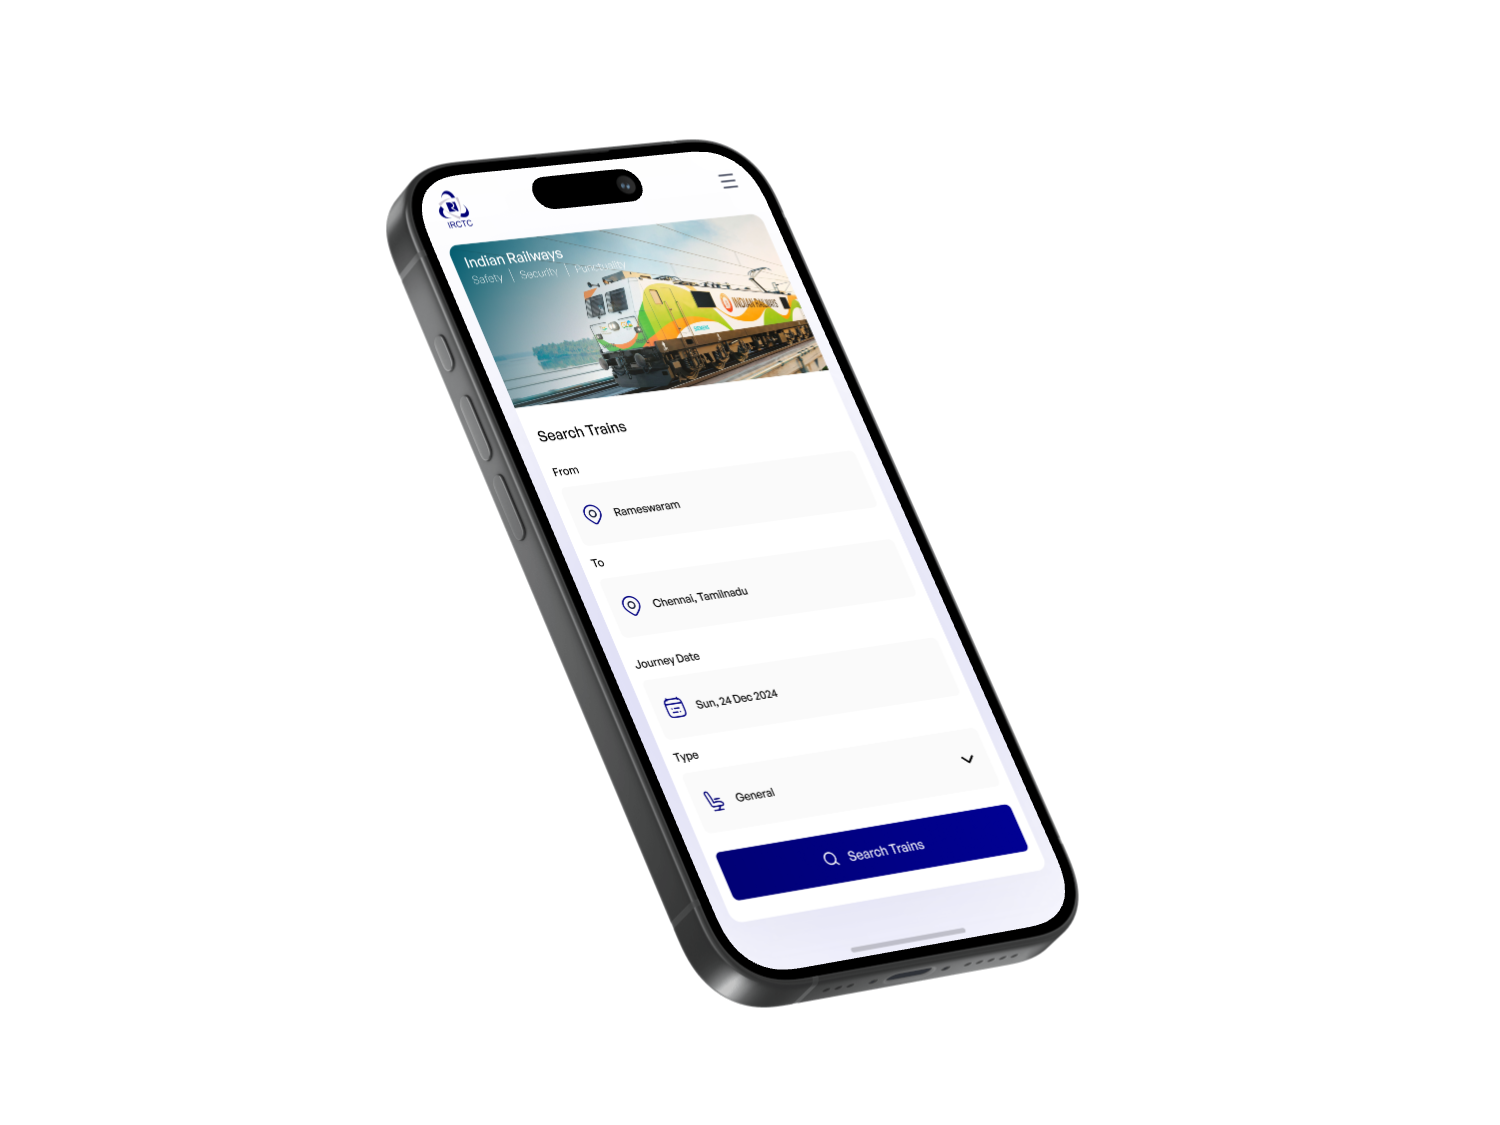 IRCTC
Indian Railways
Safety | Security | Punctuality
INDIAN RAILWAYS
Search Trains
From
Rameswaram
To
Chennai, Tamilnadu
Journey Date
Sun, 24 Dec 2024
Type
General
Search Trains